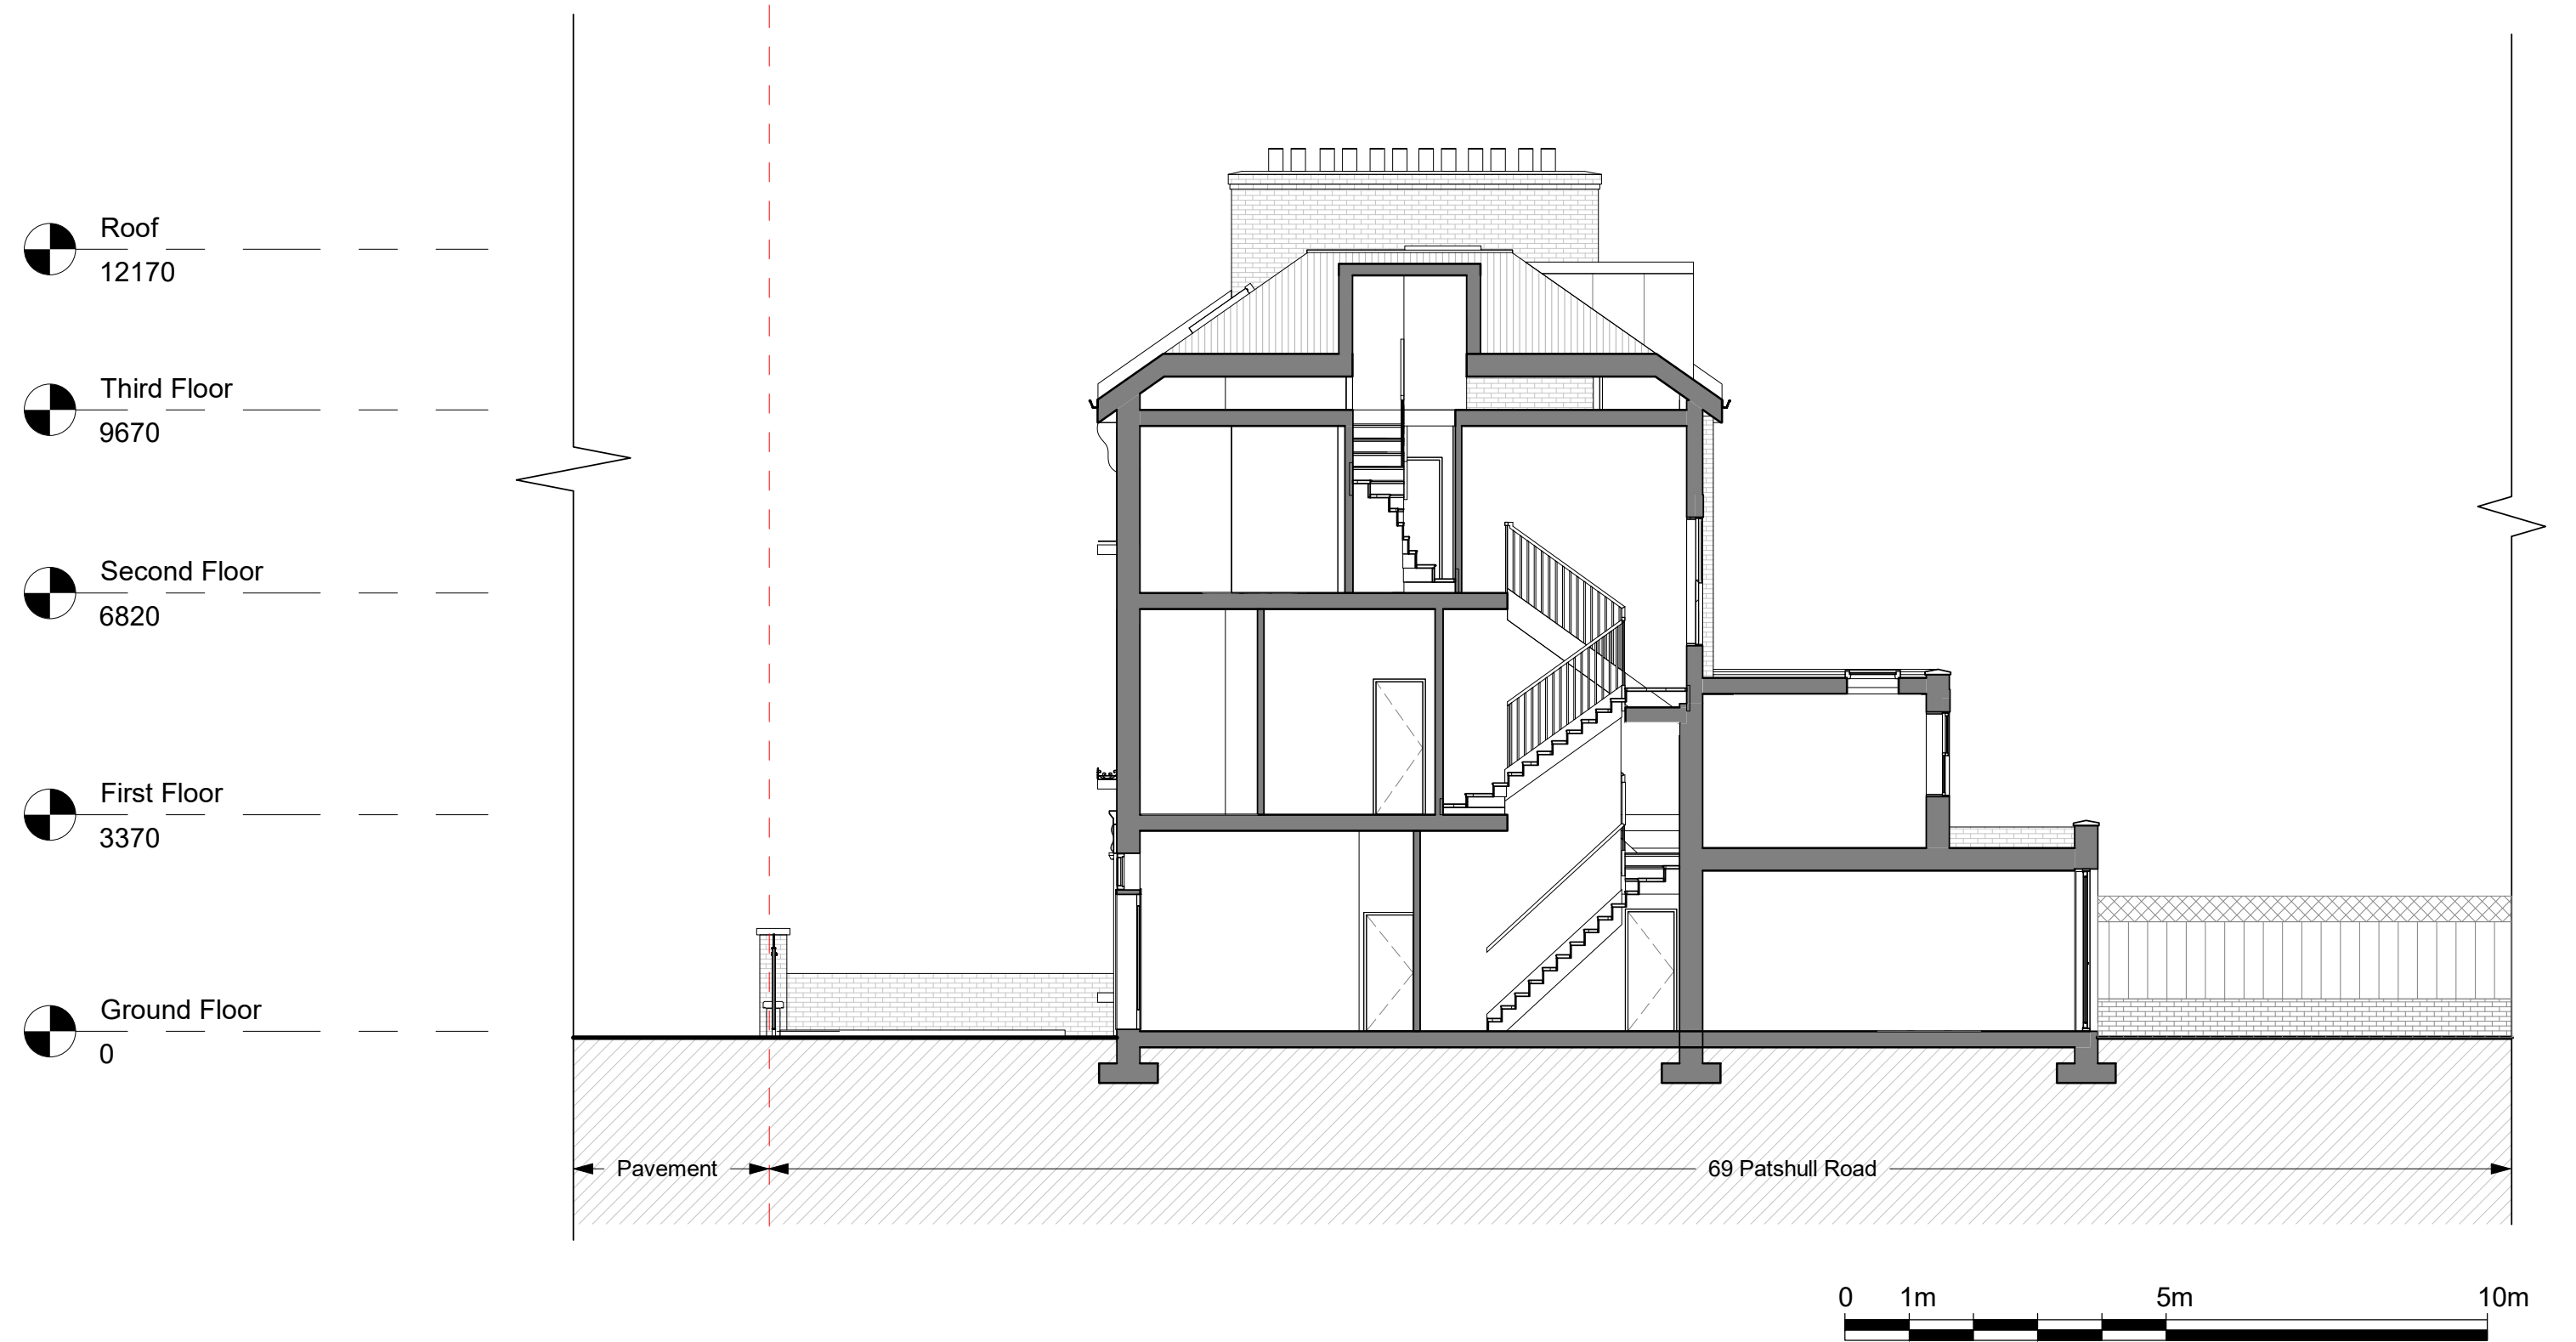 Roof
12170
Third Floor
9670
Second Floor
6820
First Floor
3370
Ground Floor
0
Pavement
69 Patshull Road
0 1m 5m 10m